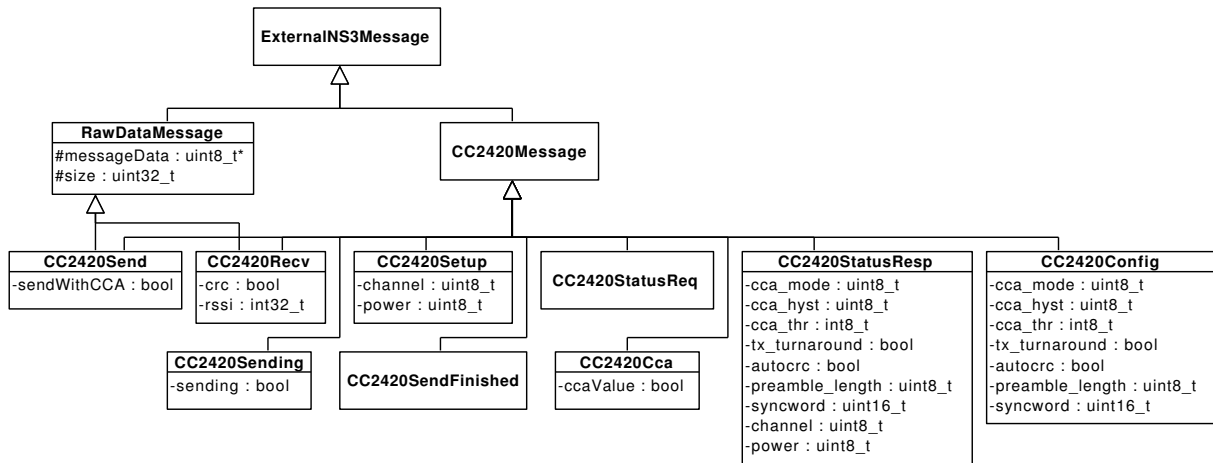 ExternalNS3Message
RawDataMessage
#messageData : uint8_t*
#size : uint32_t
CC2420Message
CC2420Send
-sendWithCCA : bool
CC2420Recv
-crc : bool
-rssi : int32_t
CC2420Setup
-channel : uint8_t
-power : uint8_t
CC2420StatusReq
CC2420StatusResp
-cca_mode : uint8_t
-cca_hyst : uint8_t
-cca_thr : int8_t
-tx_turnaround : bool
-autocrc : bool
-preamble_length : uint8_t
-syncword : uint16_t
-channel : uint8_t
-power : uint8_t
CC2420Config
-cca_mode : uint8_t
-cca_hyst : uint8_t
-cca_thr : int8_t
-tx_turnaround : bool
-autocrc : bool
-preamble_length : uint8_t
-syncword : uint16_t
CC2420Sending
-sending : bool
CC2420SendFinished
CC2420Cca
-ccaValue : bool